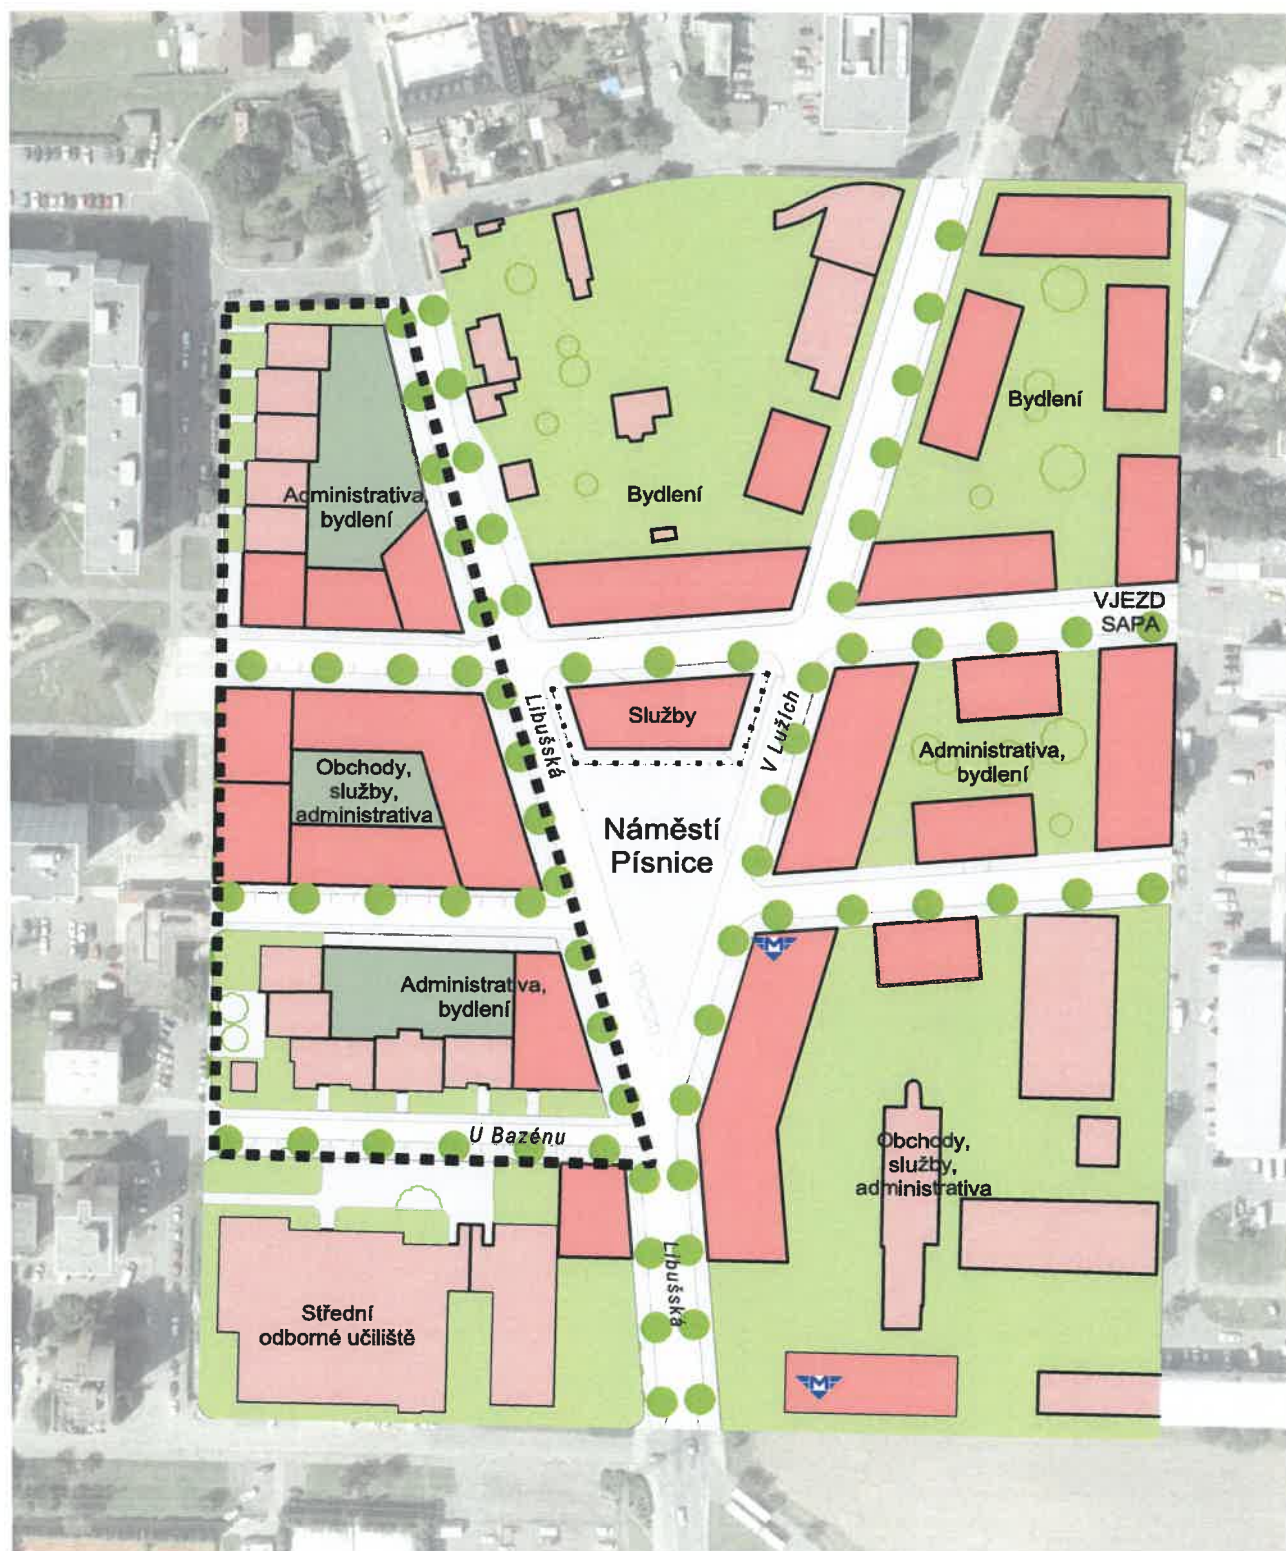 Bydlení
Administrativa,
bydlení
Bydlení
VJEZD
SAPA
Služby
Libušská
V Lužích
Administrativa,
bydlení
Obchody,
služby,
administrativa
Náměstí
Písnice
M
Administrativa,
bydlení
U Bazénu
Obchody,
služby,
administrativa
Libušská
Střední
odborné učiliště
M